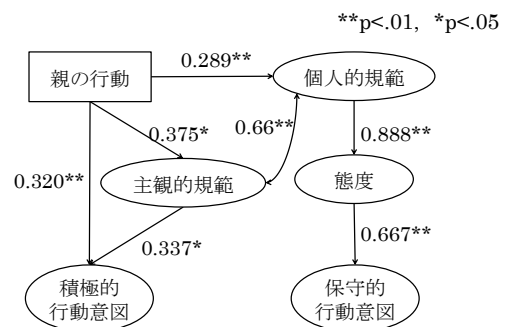 **p<.01, *p<.05
0.289**
親の行動
個人的規範
0.375*
0.66**
0.888**
0.320**
主観的規範
態度
0.337*
0.667**
積極的
行動意図
保守的
行動意図